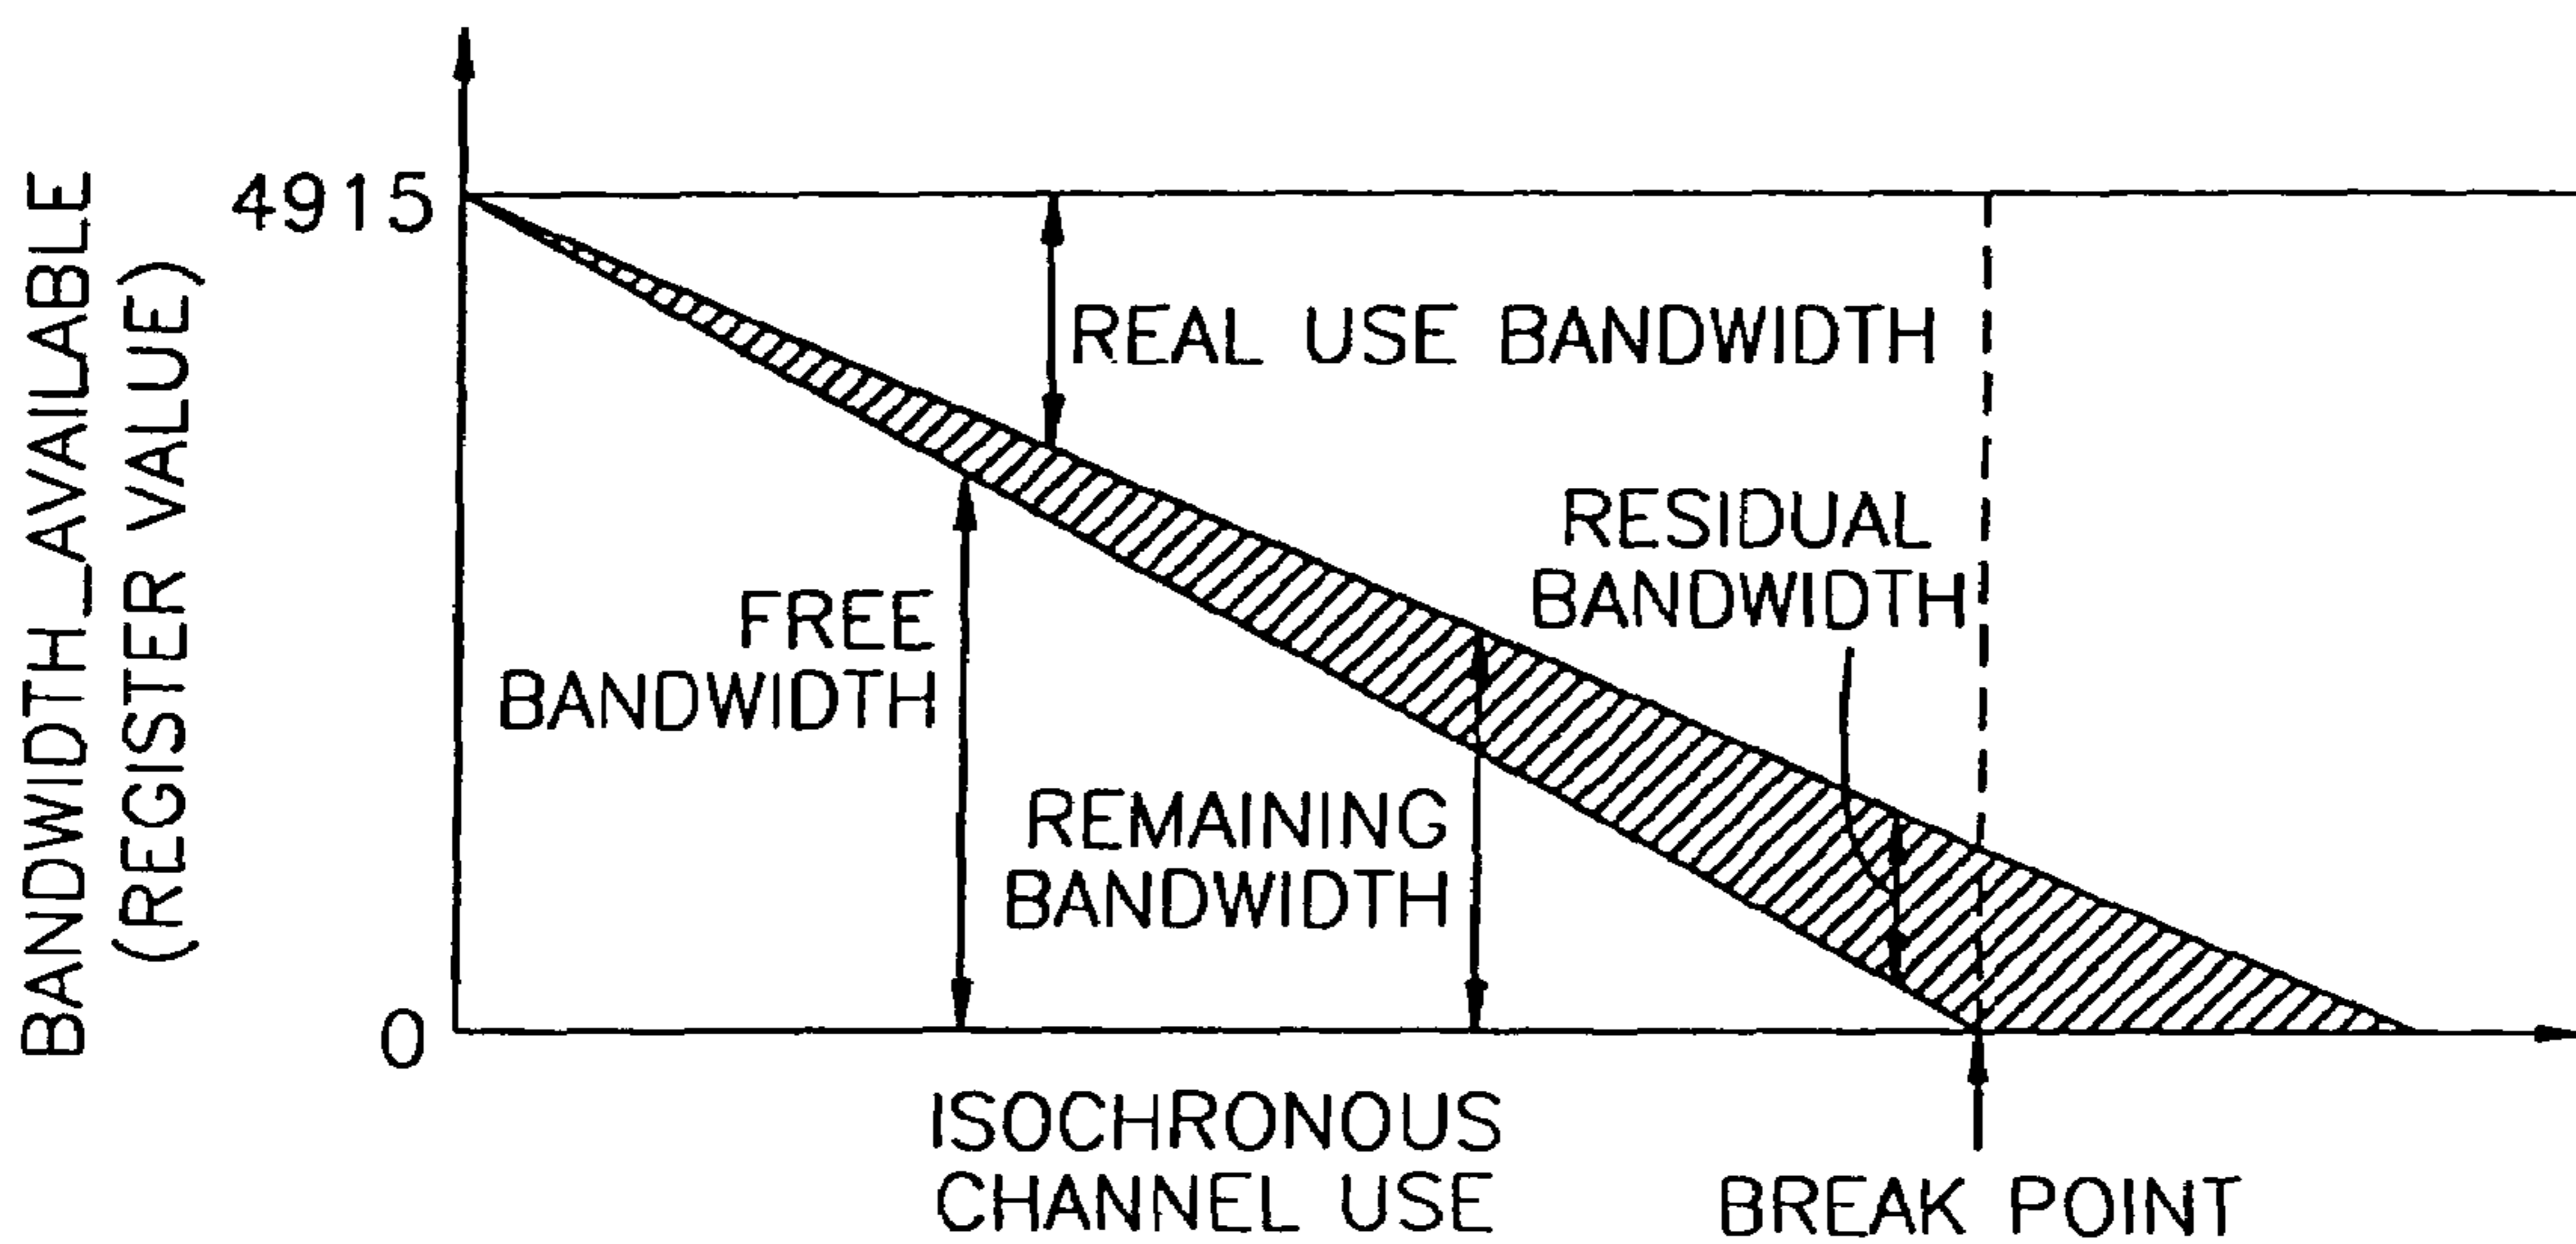 BANDWIDTH_AVAILABLE
(REGISTER VALUE)
4915
REAL USE BANDWIDTH
RESIDUAL
BANDWIDTH
FREE
BANDWIDTH
REMAINING
BANDWIDTH
0
ISOCHRONOUS
CHANNEL USE
BREAK POINT